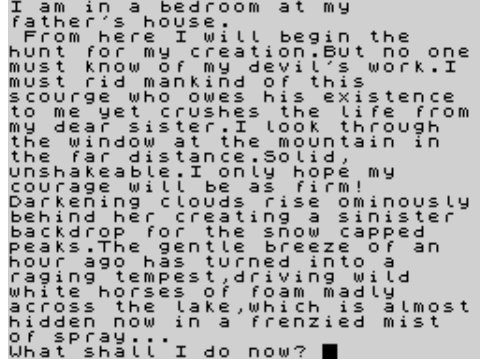 I am in a bedroom at my
father's house.
From here I will begin the
hunt for my creation.But no one
must know of my devil's work.I
must rid mankind of this
scourge who owes his existence
to me yet crushes the life from
my dear sister.I look through
the window at the mountain in
the far distance.Solid,
unshakeable.I only hope my
courage will be as firm!
Darkening clouds rise ominously
behind her creating a sinister
backdrop for the snow capped
peaks.The gentle breeze of an
hour ago has turned into a
raging tempest,driving wild
white horses of foam madly
across the lake,which is almost
hidden now in a frenzied mist
of spray...
What shall I do now?